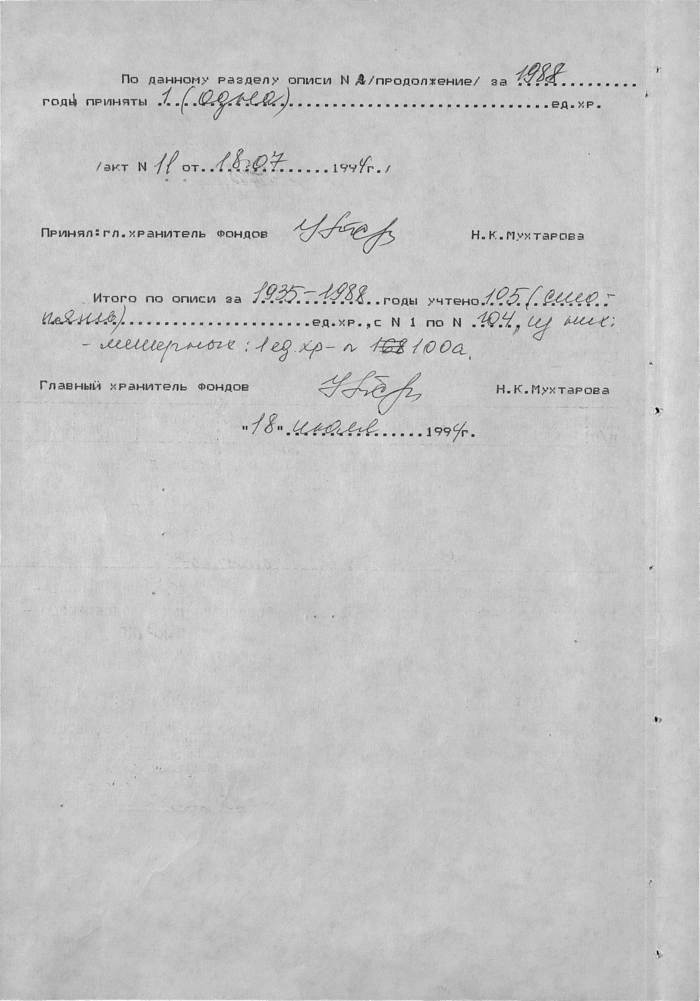 По данному разделу описи N 1 /продолжение/ за 1988
годы приняты 1 (одна) ед.хр.
/акт N 11 от 18.07 1994г./
Принял:гл.хранитель фондов Н.К.Мухтарова
Итого по описи за 1935-1988 годы учтено 105 (сто
пять) ед.хр.,с N 1 по N 104, из них:
- литерных: 1 ед.хр- N 100а.
Главный хранитель фондов Н.К.Мухтарова
"18" июля 1994г.